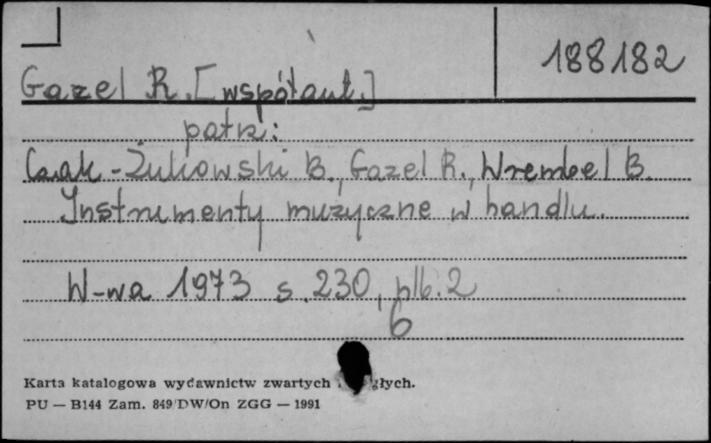 188182
Gazel R. [współaut.]
patrz:
Czak-Żukowski B., Gazel R., Wrembel B.
Instrumenty muzyczne w handlu.
W-wa 1973 s. 230, plb. 2
6
Karta katalogowa wydawnictw zwartych
PU — B144 Zam. 849/DW/On ZGG — 1991